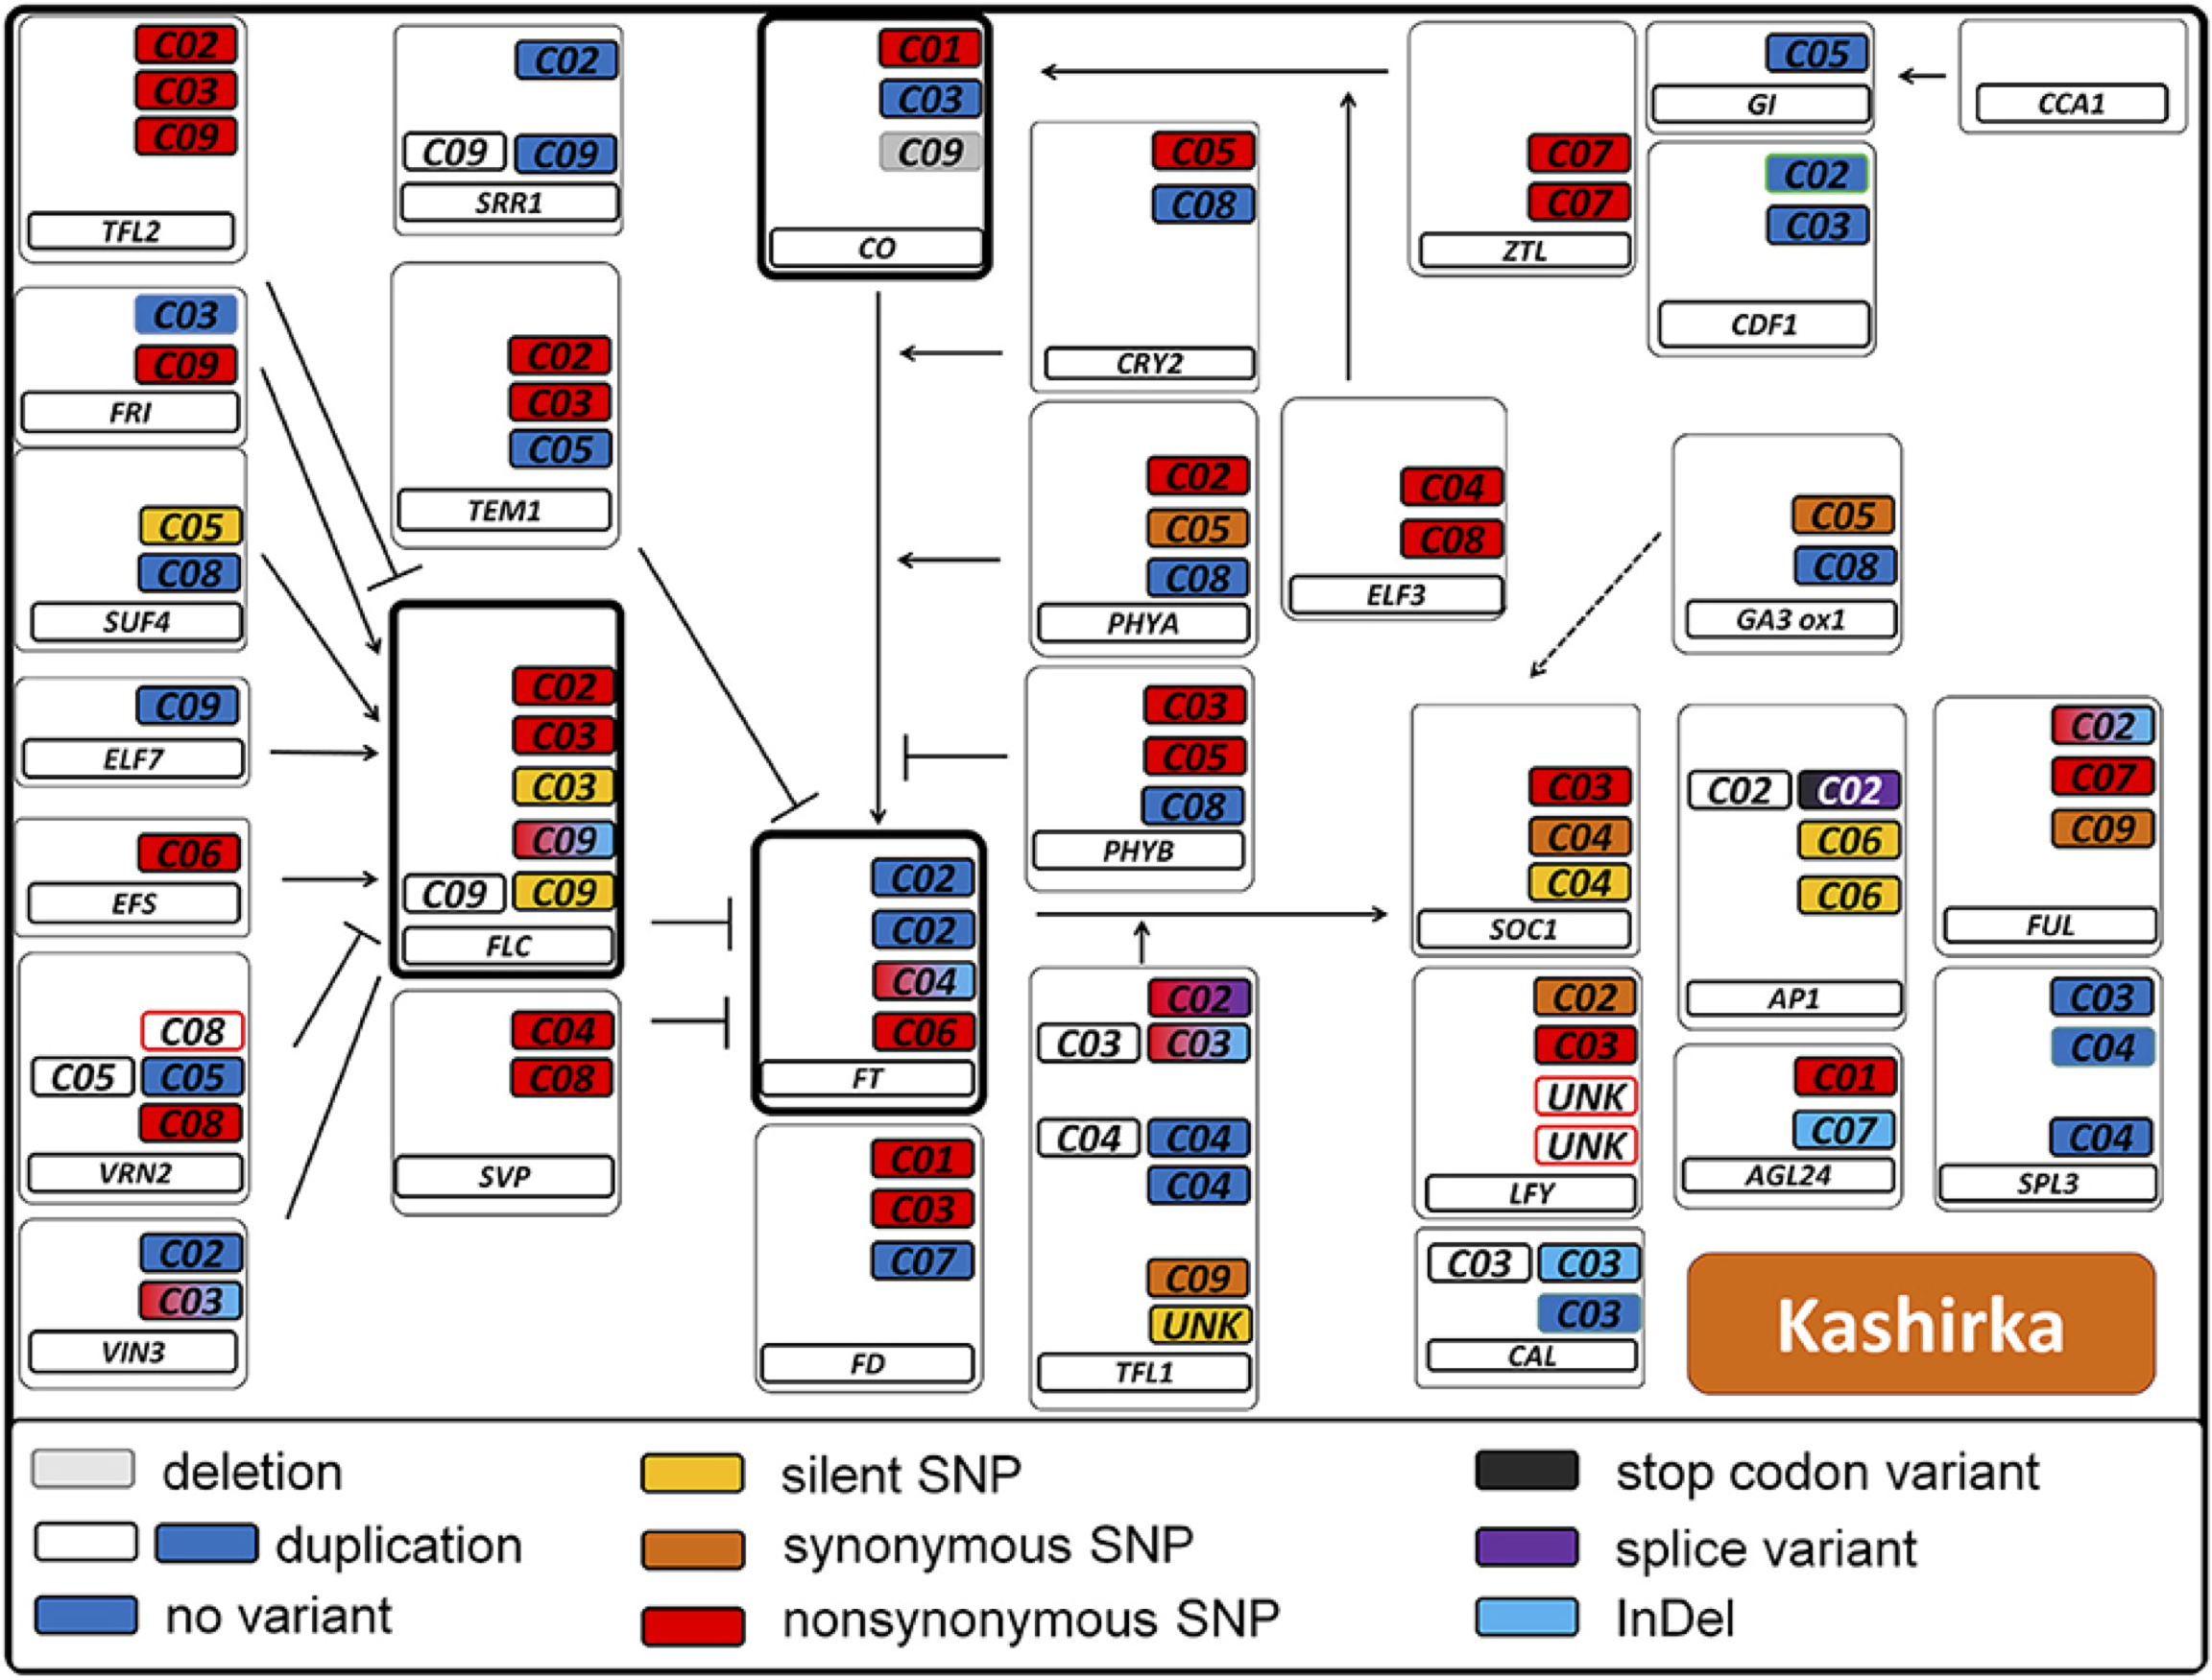 C02
C03
C09
TFL2
C03
C09
FRI
C05
C08
SUF4
C09
ELF7
C06
EFS
C08
C05 C05
C08
VRN2
C02
C03
VIN3
C02
C09 C09
SRR1
C02
C03
C05
TEM1
C02
C03
C03
C09
C09 C09
FLC
C04
C08
SVP
C01
C03
C09
CO
C02
C02
C04
C06
FT
C01
C03
C07
FD
C05
C08
CRY2
C02
C05
C08
PHYA
C03
C05
C08
PHYB
C02
C03 C03
C04 C04
C04
C09
UNK
TFL1
C04
C08
ELF3
C07
C07
ZTL
C05
GI
C02
C03
CDF1
CCA1
C05
C08
GA3 ox1
C03
C04
C04
SOC1
C02
C03
UNK
UNK
LFY
C03 C03
C03
CAL
C02 C02
C06
C06
AP1
C01
C07
AGL24
C02
C07
C09
FUL
C03
C04
C04
SPL3
Kashirka
deletion
duplication
no variant
silent SNP
synonymous SNP
nonsynonymous SNP
stop codon variant
splice variant
InDel